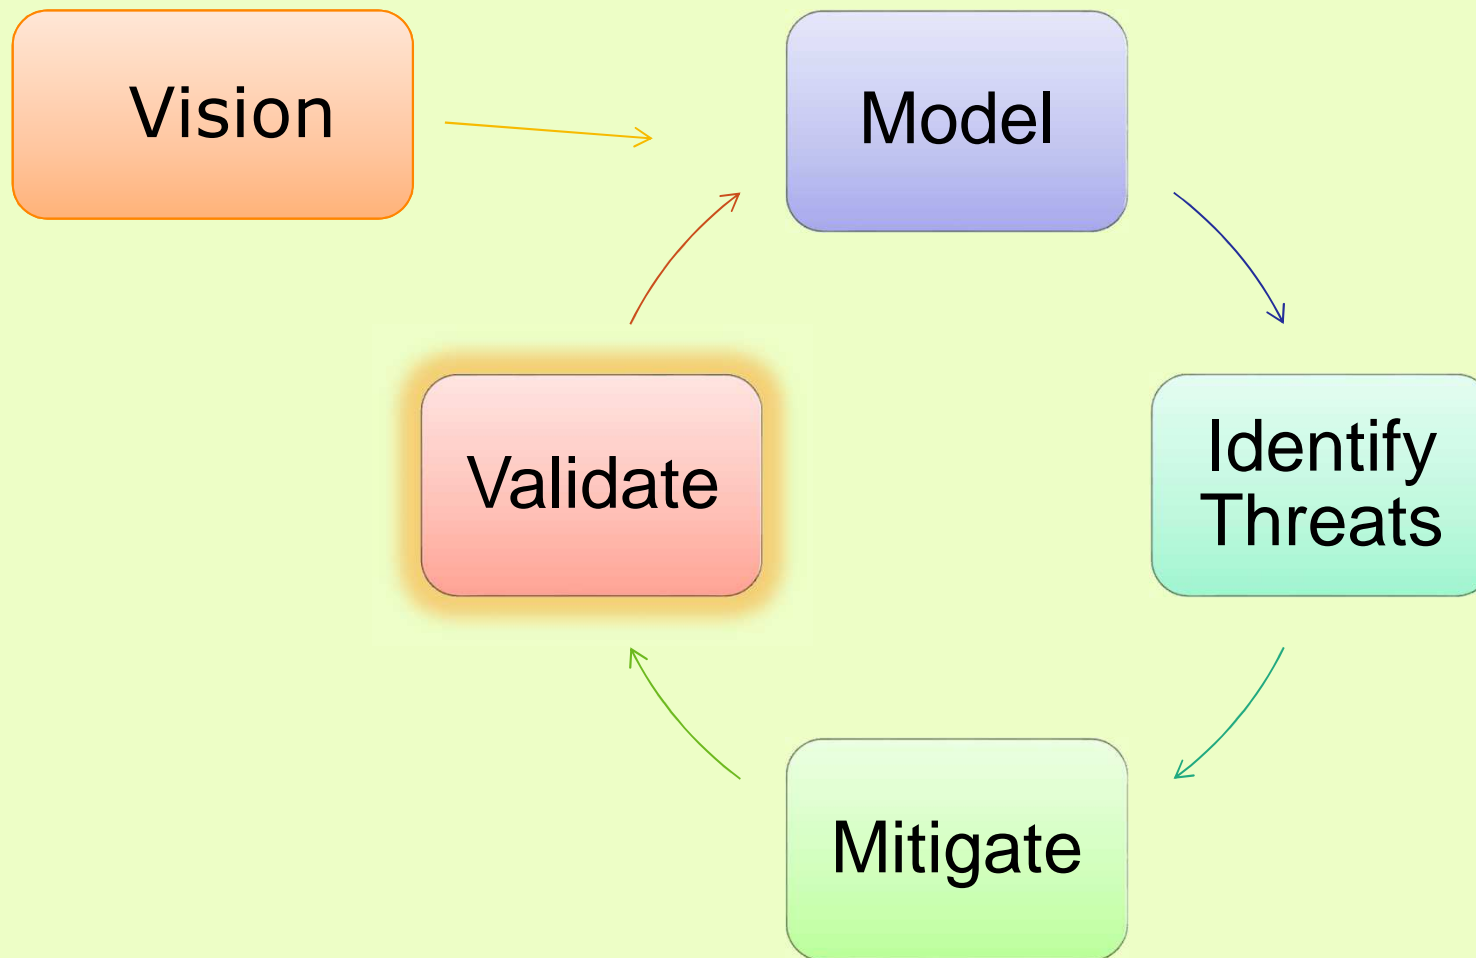 Vision
Model
Validate
Identify
Threats
Mitigate